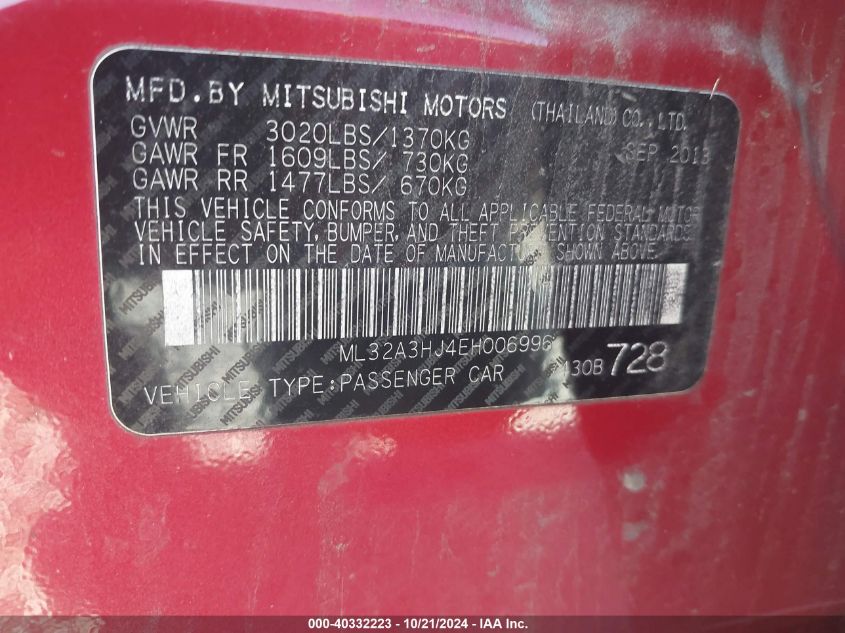 MFD.BY MITSUBISHI MOTORS (THAILAND) CO., LTD.
GVWR 3020LBS/1370KG SEP 2013
GAWR FR 1609LBS/ 730KG
GAWR RR 1477LBS/ 670KG
THIS VEHICLE CONFORMS TO ALL APPLICABLE FEDERAL MOTOR
VEHICLE SAFETY, BUMPER, AND THEFT PREVENTION STANDARDS
IN EFFECT ON THE DATE OF MANUFACTURE SHOWN ABOVE.
ML32A3HJ4EH006996
VEHICLE TYPE:PASSENGER CAR 130B 728
000-40332223 - 10/21/2024 - IAA Inc.